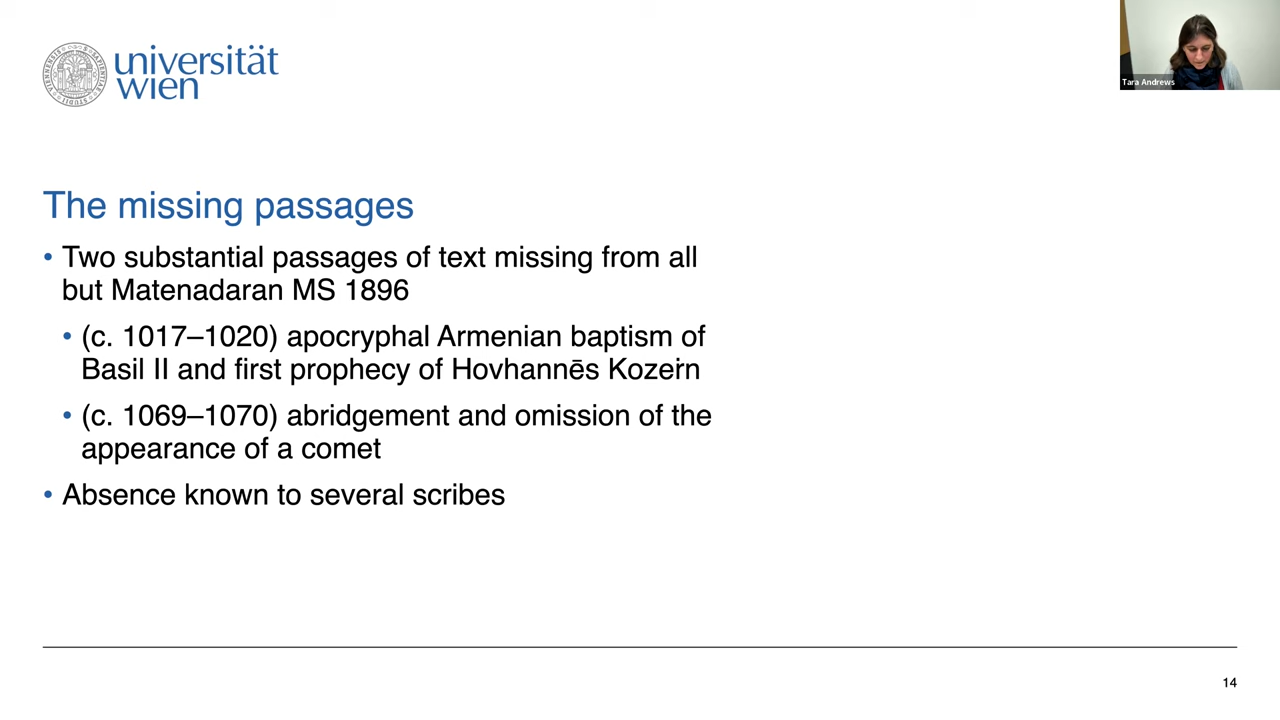 universität
wien
Tara Andrews
The missing passages
• Two substantial passages of text missing from all
but Matenadaran MS 1896
• (c. 1017–1020) apocryphal Armenian baptism of
Basil II and first prophecy of Hovhannēs Kozeṙn
• (c. 1069–1070) abridgement and omission of the
appearance of a comet
• Absence known to several scribes
14